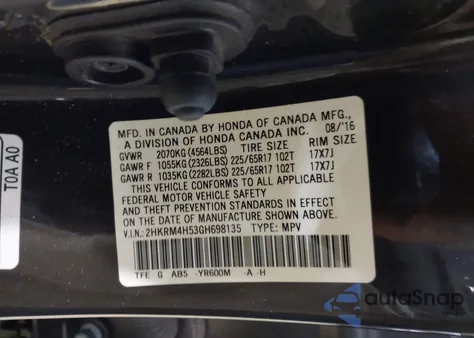 MFD. IN CANADA BY HONDA OF CANADA MFG.,
A DIVISION OF HONDA CANADA INC. 08/'16
GVWR 2070KG (4564LBS) TIRE SIZE RIM SIZE
GAWR F 1055KG (2326LBS) 225/65R17 102T 17X7J
GAWR R 1035KG (2282LBS) 225/65R17 102T 17X7J
THIS VEHICLE CONFORMS TO ALL APPLICABLE
FEDERAL MOTOR VEHICLE SAFETY
AND THEFT PREVENTION STANDARDS IN EFFECT
ON THE DATE OF MANUFACTURE SHOWN ABOVE.
V.I.N.: 2HKRM4H53GH698135 TYPE: MPV
TFE G AB5 -YR600M -A -H
TOA AO
autoSnap